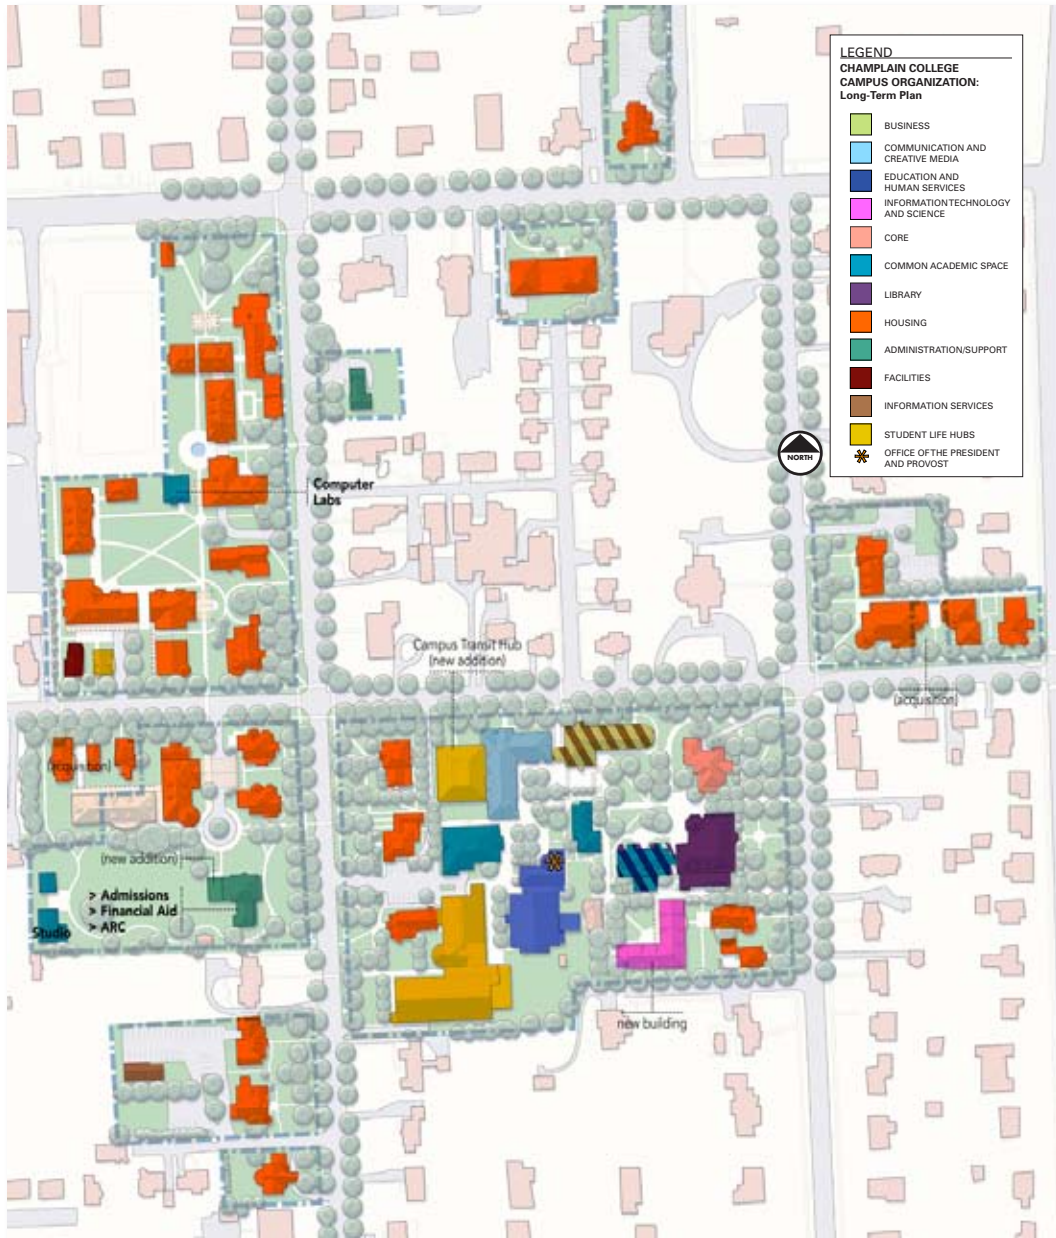 LEGEND
CHAMPLAIN COLLEGE
CAMPUS ORGANIZATION:
Long-Term Plan
BUSINESS
COMMUNICATION AND
CREATIVE MEDIA
EDUCATION AND
HUMAN SERVICES
INFORMATION TECHNOLOGY
AND SCIENCE
CORE
COMMON ACADEMIC SPACE
LIBRARY
HOUSING
ADMINISTRATION/SUPPORT
FACILITIES
INFORMATION SERVICES
STUDENT LIFE HUBS
OFFICE OF THE PRESIDENT
AND PROVOST
NORTH
Computer
Labs
Campus Transit Hub
(new addition)
(acquisition)
(acquisition)
(new addition)
> Admissions
> Financial Aid
> ARC
Studio
new building